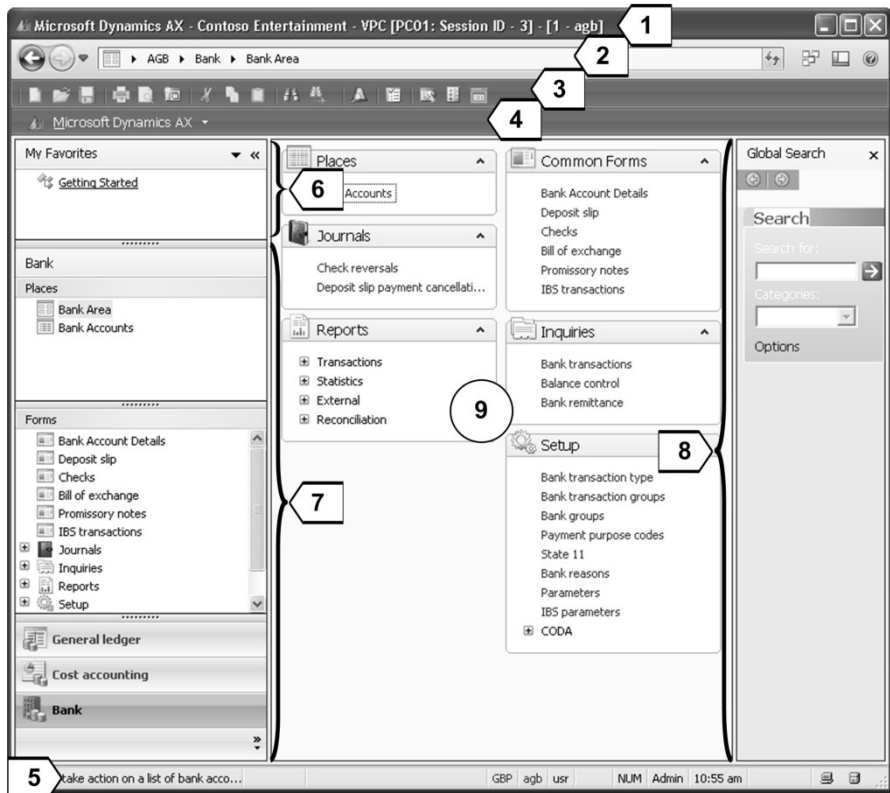 Microsoft Dynamics AX - Contoso Entertainment - VPC [PC01: Session ID - 3] - [1 - agb]
1
AGB Bank Bank Area
2
3
Microsoft Dynamics AX
4
My Favorites
Getting Started
6
Bank
Places
Bank Area
Bank Accounts
Forms
Bank Account Details
Deposit slip
Checks
Bill of exchange
Promissory notes
IBS transactions
Journals
Inquiries
Reports
Setup
7
General ledger
Cost accounting
Bank
Places
Accounts
Journals
Check reversals
Deposit slip payment cancellati...
Reports
Transactions
Statistics
External
Reconciliation
9
Common Forms
Bank Account Details
Deposit slip
Checks
Bill of exchange
Promissory notes
IBS transactions
Inquiries
Bank transactions
Balance control
Bank remittance
Setup
8
Bank transaction type
Bank transaction groups
Bank groups
Payment purpose codes
State 11
Bank reasons
Parameters
IBS parameters
CODA
Global Search
Search
Search for:
Categories:
Options
5
take action on a list of bank acco...
GBP agb usr NUM Admin 10:55 am